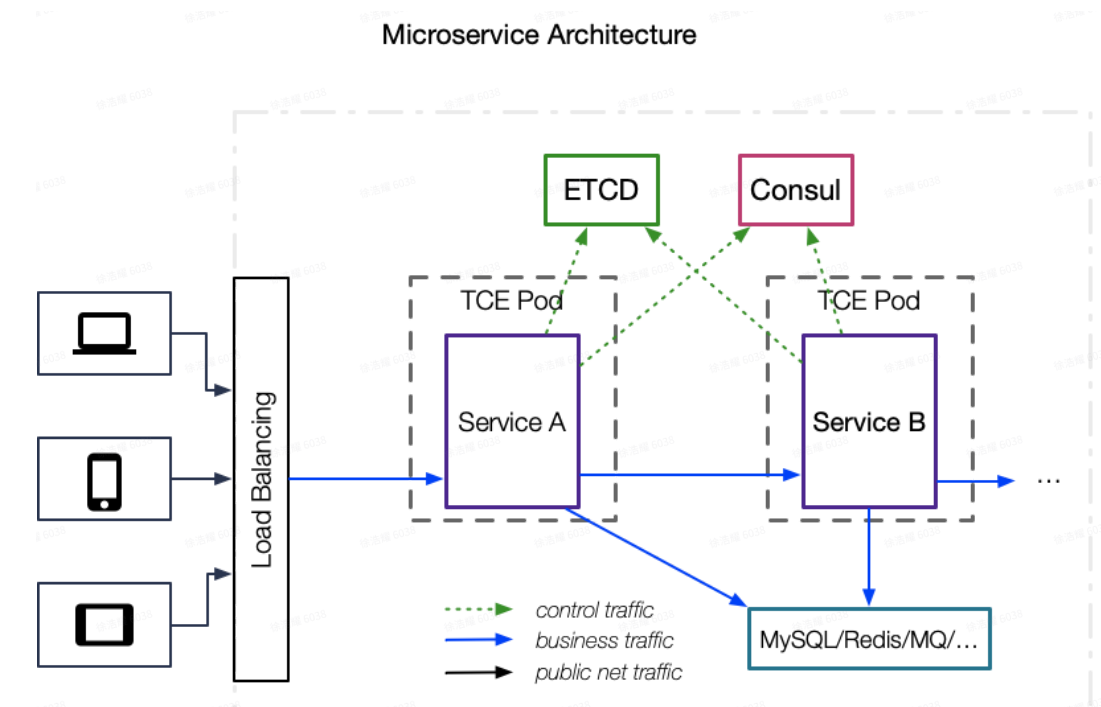 Microservice Architecture
ETCD
Consul
TCE Pod
TCE Pod
Service A
Service B
Load Balancing
...
control traffic
business traffic
public net traffic
MySQL/Redis/MQ/...